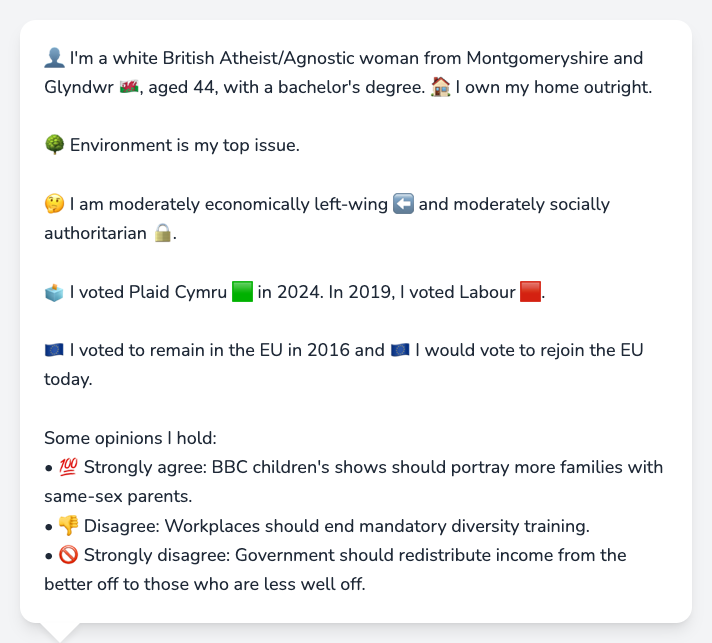 👤 I'm a white British Atheist/Agnostic woman from Montgomeryshire and
Glyndwr 🏴󠁧󠁢󠁷󠁬󠁳󠁿, aged 44, with a bachelor's degree. 🏠 I own my home outright.
🌳 Environment is my top issue.
🤔 I am moderately economically left-wing ⬅️ and moderately socially
authoritarian 🔒.
🗳️ I voted Plaid Cymru 🟩 in 2024. In 2019, I voted Labour 🟥.
🇪🇺 I voted to remain in the EU in 2016 and 🇪🇺 I would vote to rejoin the EU
today.
Some opinions I hold:
• 💯 Strongly agree: BBC children's shows should portray more families with
same-sex parents.
• 👎 Disagree: Workplaces should end mandatory diversity training.
• 🚫 Strongly disagree: Government should redistribute income from the
better off to those who are less well off.